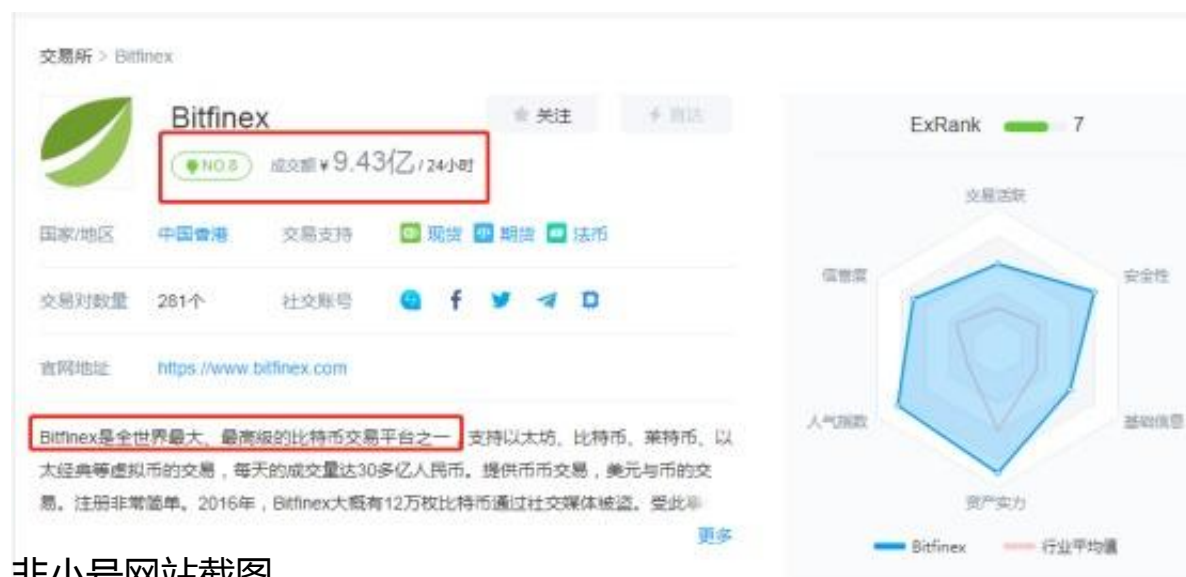 交易所 > Bitfinex
Bitfinex
关注
直达
NO.8 成交额 ¥ 9.43亿 / 24小时
国家/地区 中国香港 交易支持 现货 期货 法币
交易对数量 281个 社交账号
官网地址 https://www.bitfinex.com
Bitfinex是全世界最大、最高级的比特币交易平台之一 支持以太坊、比特币、莱特币、以
太经典等虚拟币的交易，每天的成交量达30多亿人民币。提供币币交易，美元与币的交
易。注册非常简单。2016年，Bitfinex大概有12万枚比特币通过社交媒体被盗。受此
更多
ExRank 7
交易活跃
信誉度
安全性
人气指数
基础信息
资产实力
Bitfinex 行业平均值
非小号网站截图